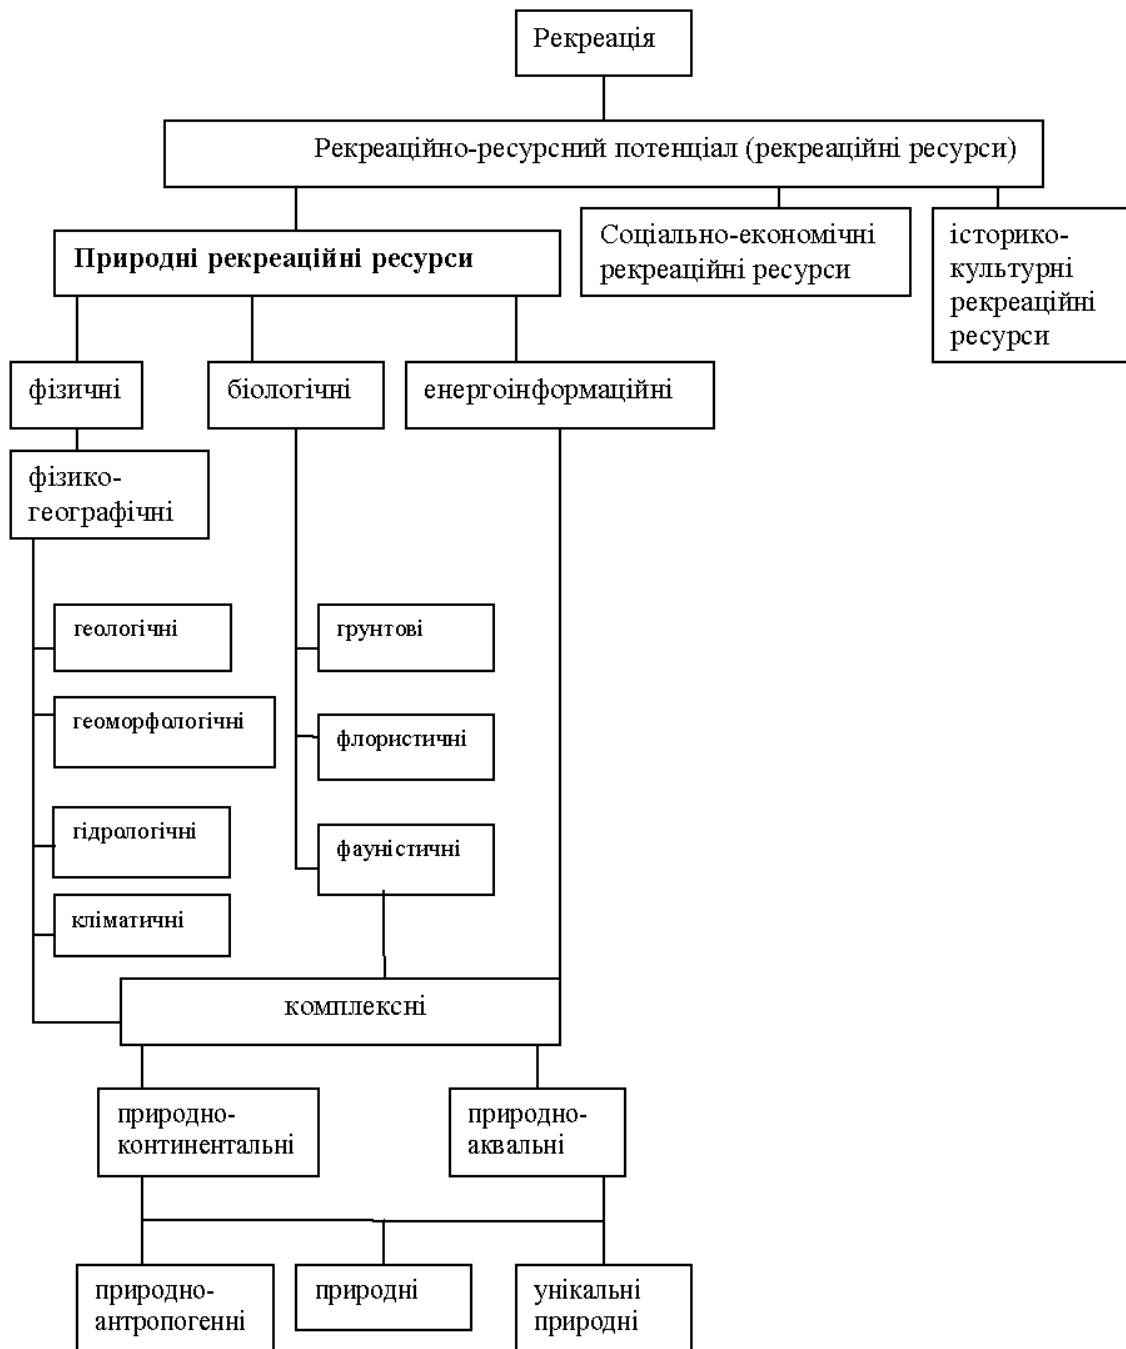 Рекреація
Рекреаційно-ресурсний потенціал (рекреаційні ресурси)
Природні рекреаційні ресурси
Соціально-економічні
рекреаційні ресурси
історико-
культурні
рекреаційні
ресурси
фізичні
біологічні
енергоінформаційні
фізико-
географічні
геологічні
геоморфологічні
гідрологічні
кліматичні
грунтові
флористичні
фауністичні
комплексні
природно-
континентальні
природно-
аквальні
природно-
антропогенні
природні
унікальні
природні